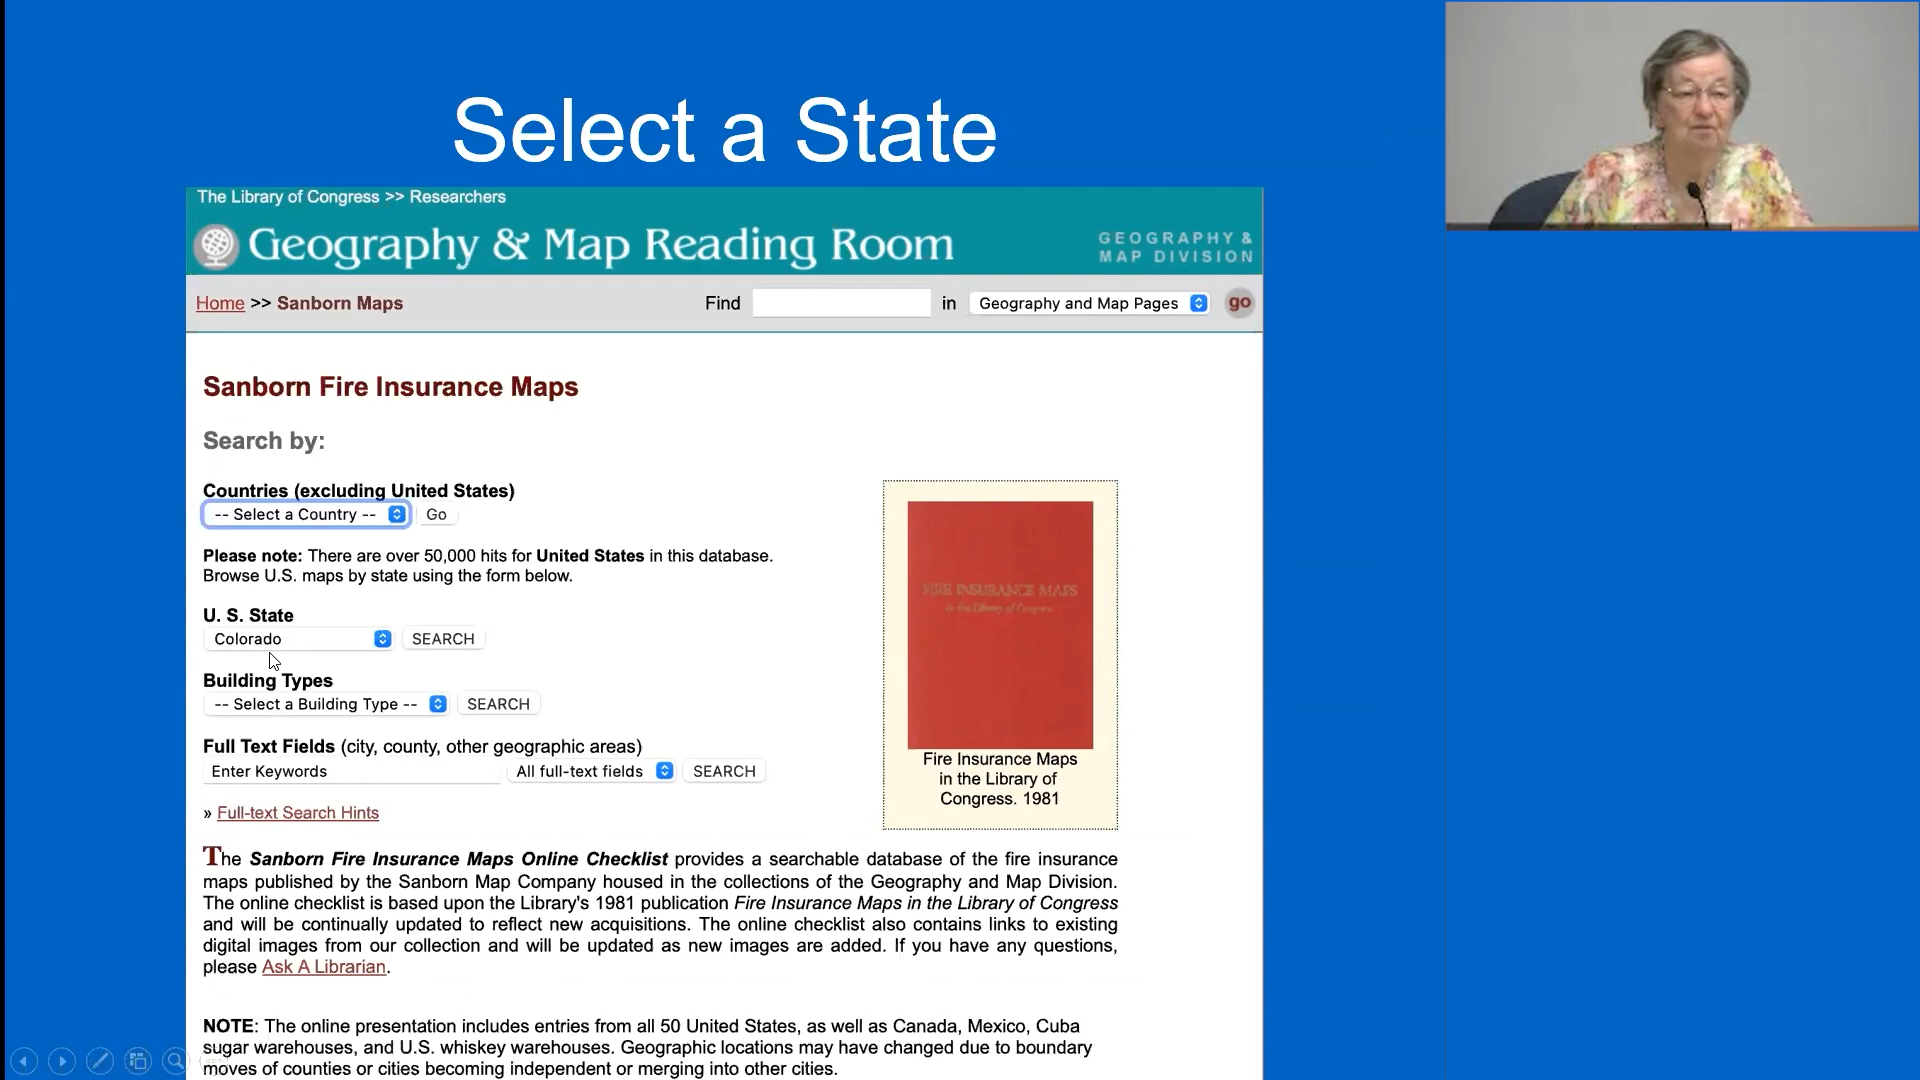 Select a State
The Library of Congress >> Researchers
Geography & Map Reading Room
GEOGRAPHY &
MAP DIVISION
Home >> Sanborn Maps
Find in Geography and Map Pages go
Sanborn Fire Insurance Maps
Search by:
Countries (excluding United States)
-- Select a Country -- Go
Please note: There are over 50,000 hits for United States in this database.
Browse U.S. maps by state using the form below.
U. S. State
Colorado SEARCH
Building Types
-- Select a Building Type -- SEARCH
Full Text Fields (city, county, other geographic areas)
Enter Keywords All full-text fields SEARCH
» Full-text Search Hints
FIRE INSURANCE MAPS
in the Library of Congress
Fire Insurance Maps
in the Library of
Congress. 1981
The Sanborn Fire Insurance Maps Online Checklist provides a searchable database of the fire insurance
maps published by the Sanborn Map Company housed in the collections of the Geography and Map Division.
The online checklist is based upon the Library's 1981 publication Fire Insurance Maps in the Library of Congress
and will be continually updated to reflect new acquisitions. The online checklist also contains links to existing
digital images from our collection and will be updated as new images are added. If you have any questions,
please Ask A Librarian.
NOTE: The online presentation includes entries from all 50 United States, as well as Canada, Mexico, Cuba
sugar warehouses, and U.S. whiskey warehouses. Geographic locations may have changed due to boundary
moves of counties or cities becoming independent or merging into other cities.